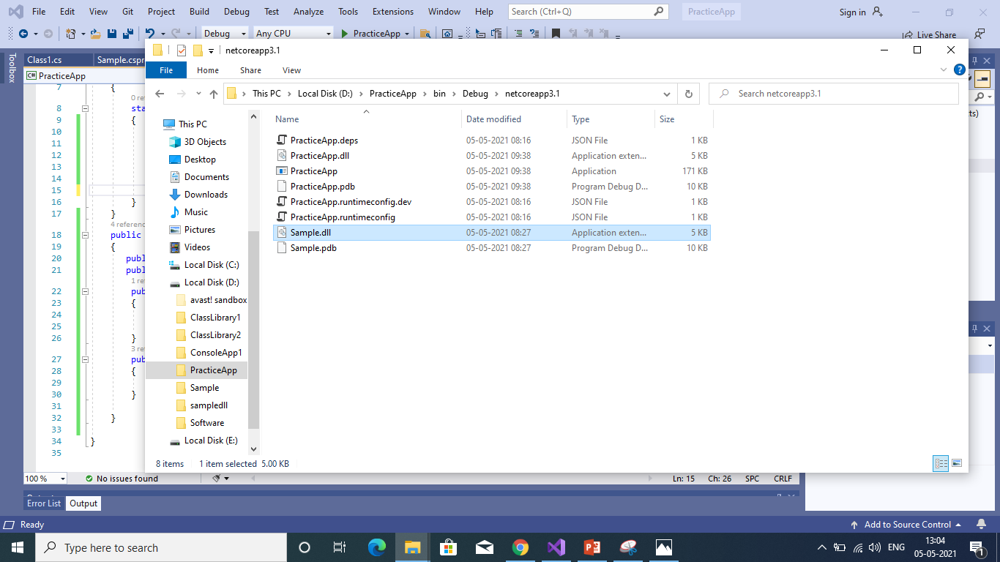 File Edit View Git Project Build Debug Test Analyze Tools Extensions Window Help Search (Ctrl+Q) PracticeApp Sign in
Debug Any CPU PracticeApp Live Share
Toolbox
Class1.cs Sample.cspr
C# PracticeApp
netcoreapp3.1
File Home Share View
This PC Local Disk (D:) PracticeApp bin Debug netcoreapp3.1 Search netcoreapp3.1
Name Date modified Type Size
PracticeApp.deps 05-05-2021 08:16 JSON File 1 KB
PracticeApp.dll 05-05-2021 09:38 Application exten... 5 KB
PracticeApp 05-05-2021 09:38 Application 171 KB
PracticeApp.pdb 05-05-2021 09:38 Program Debug D... 10 KB
PracticeApp.runtimeconfig.dev 05-05-2021 08:16 JSON File 1 KB
PracticeApp.runtimeconfig 05-05-2021 08:16 JSON File 1 KB
Sample.dll 05-05-2021 08:27 Application exten... 5 KB
Sample.pdb 05-05-2021 08:27 Program Debug D... 10 KB
This PC
3D Objects
Desktop
Documents
Downloads
Music
Pictures
Videos
Local Disk (C:)
Local Disk (D:)
avast! sandbox
ClassLibrary1
ClassLibrary2
ConsoleApp1
PracticeApp
Sample
sampledll
Software
Local Disk (E:)
8 items 1 item selected 5.00 KB
7 {
0 re
8 sta
9 {
10
11
12
13
14
15
16 }
17 }
4 referenc
18 public
19 {
20 publ
21 publ
1 re
22 pub
23 {
24
25
26 }
3 re
27 pub
28 {
29
30 }
31
32 }
33
34 }
35
ts)
100 % No issues found Ln: 15 Ch: 26 SPC CRLF
Error List Output
Ready Add to Source Control
Type here to search ENG 13:04
05-05-2021
1